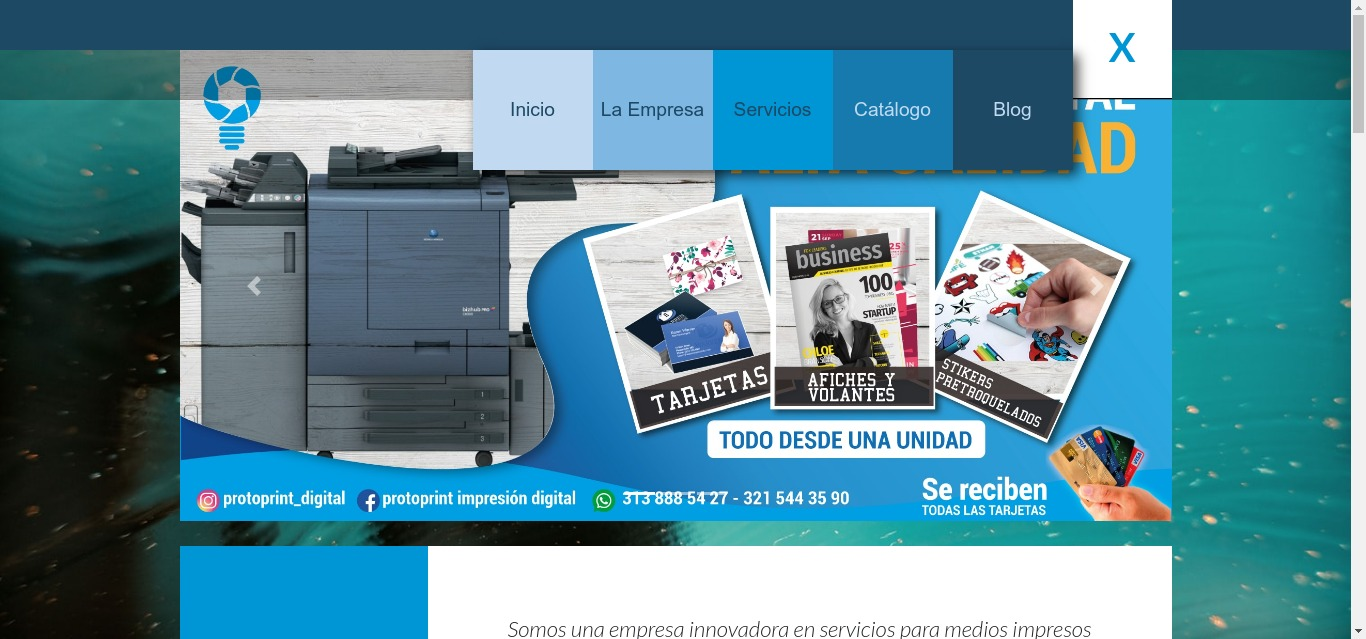 X
Inicio
La Empresa
Servicios
Catálogo
Blog
business
100
STARTUP
TARJETAS
AFICHES Y
VOLANTES
STIKERS
PRETROQUELADOS
TODO DESDE UNA UNIDAD
protoprint_digital
protoprint impresión digital
313 888 54 27 - 321 544 35 90
Se reciben
TODAS LAS TARJETAS
VISA
VISA
Somos una empresa innovadora en servicios para medios impresos